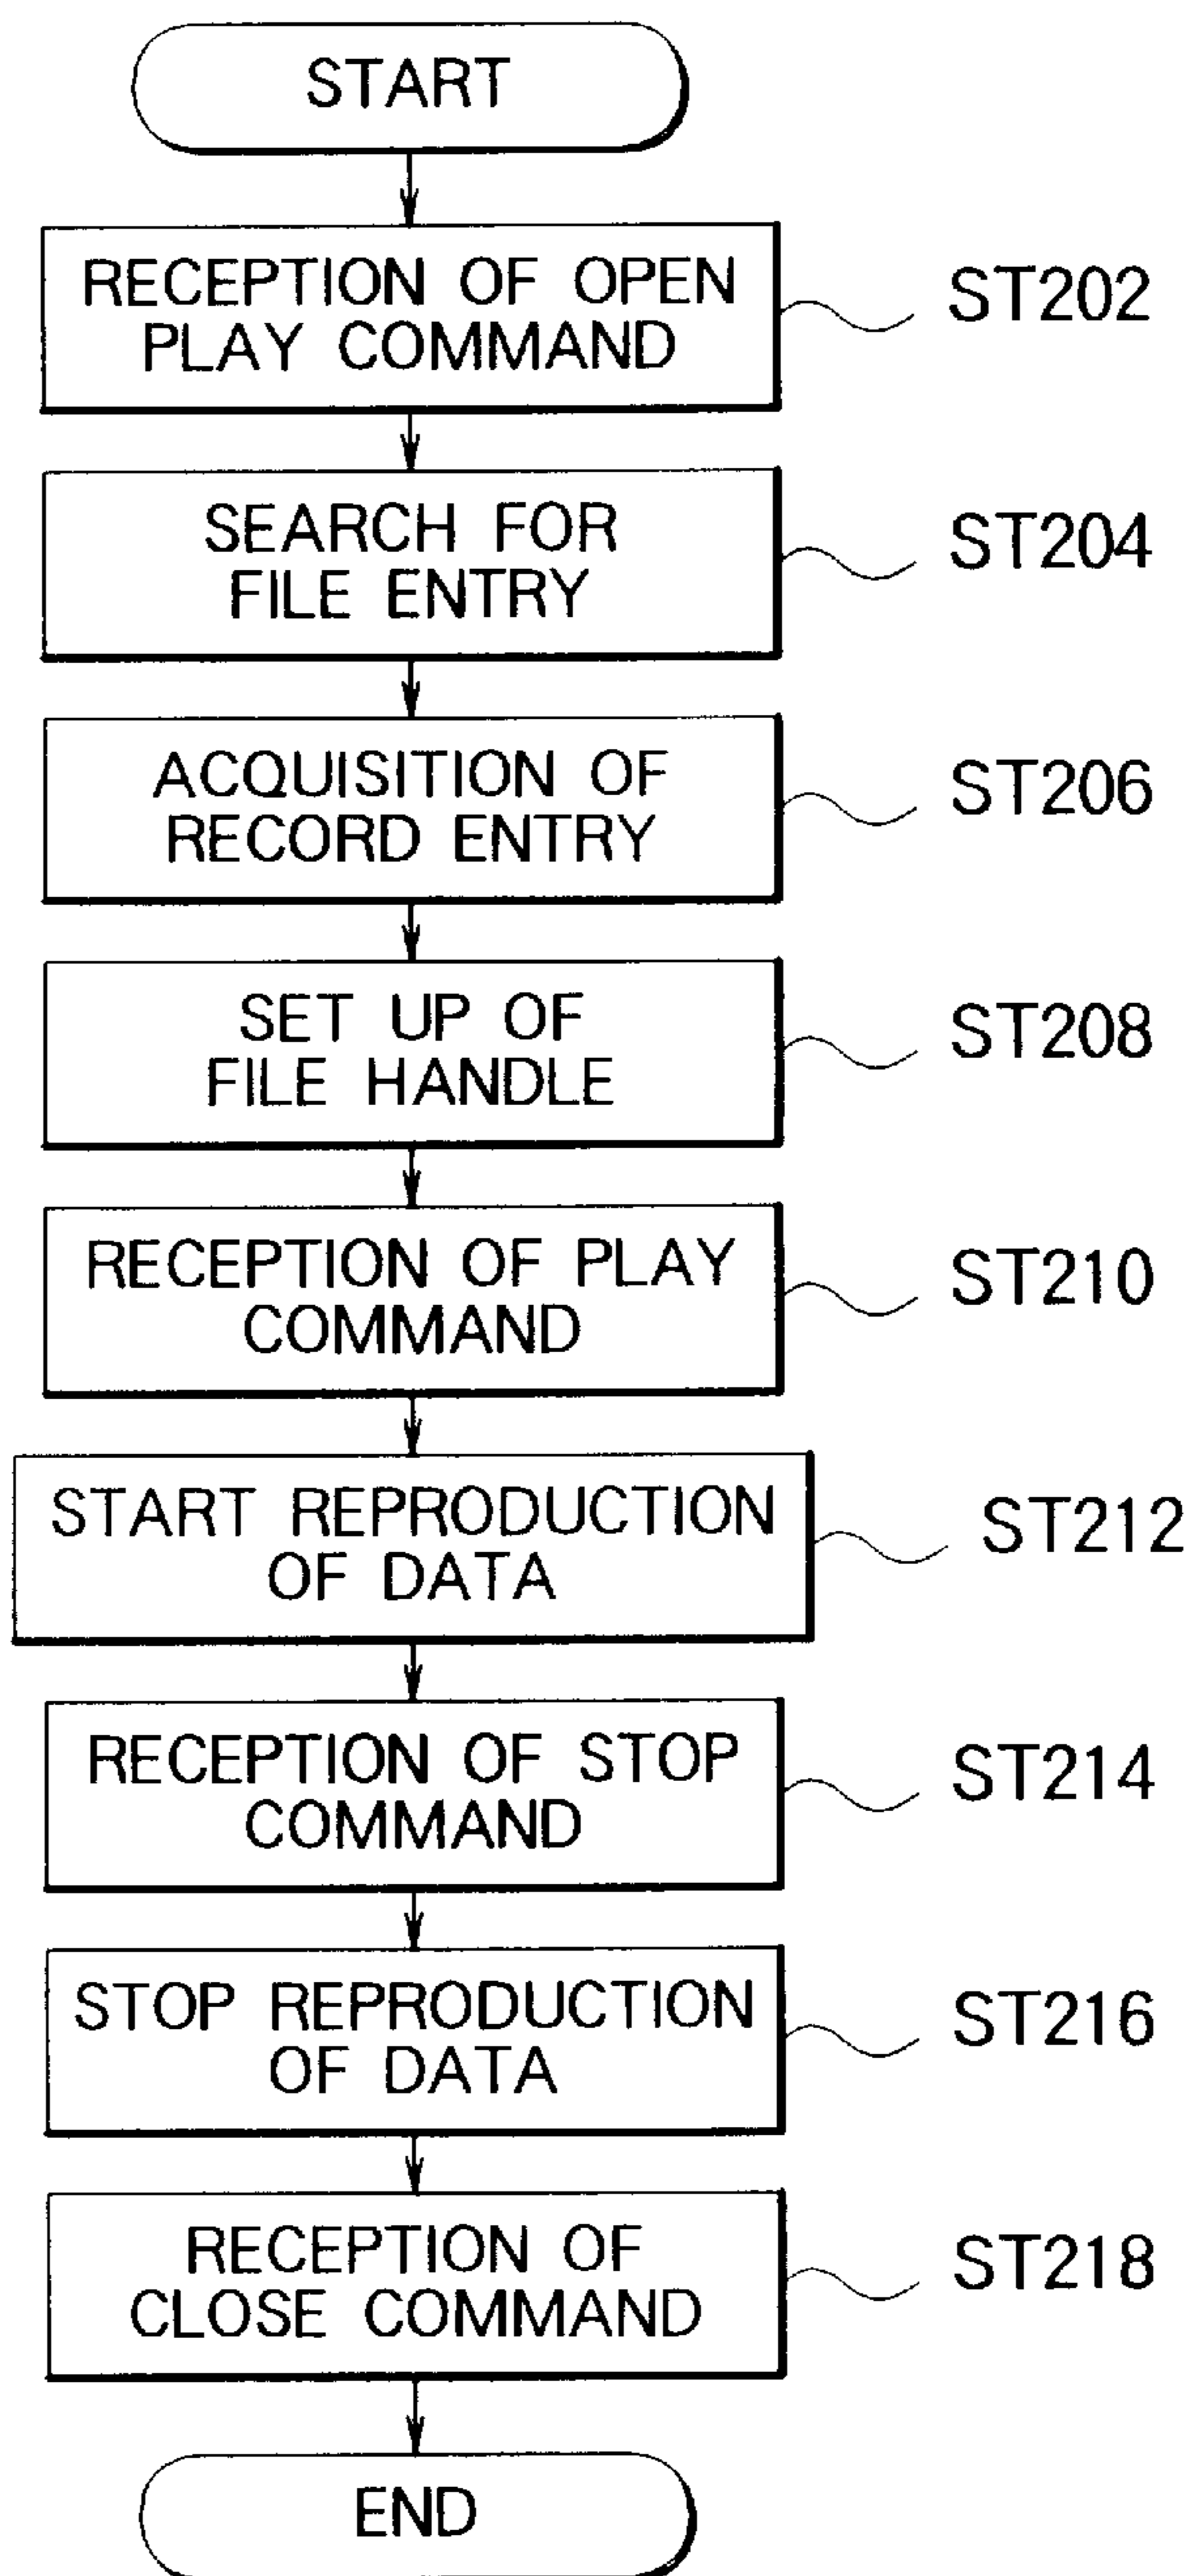 START
RECEPTION OF OPEN
PLAY COMMAND
ST202
SEARCH FOR
FILE ENTRY
ST204
ACQUISITION OF
RECORD ENTRY
ST206
SET UP OF
FILE HANDLE
ST208
RECEPTION OF PLAY
COMMAND
ST210
START REPRODUCTION
OF DATA
ST212
RECEPTION OF STOP
COMMAND
ST214
STOP REPRODUCTION
OF DATA
ST216
RECEPTION OF
CLOSE COMMAND
ST218
END